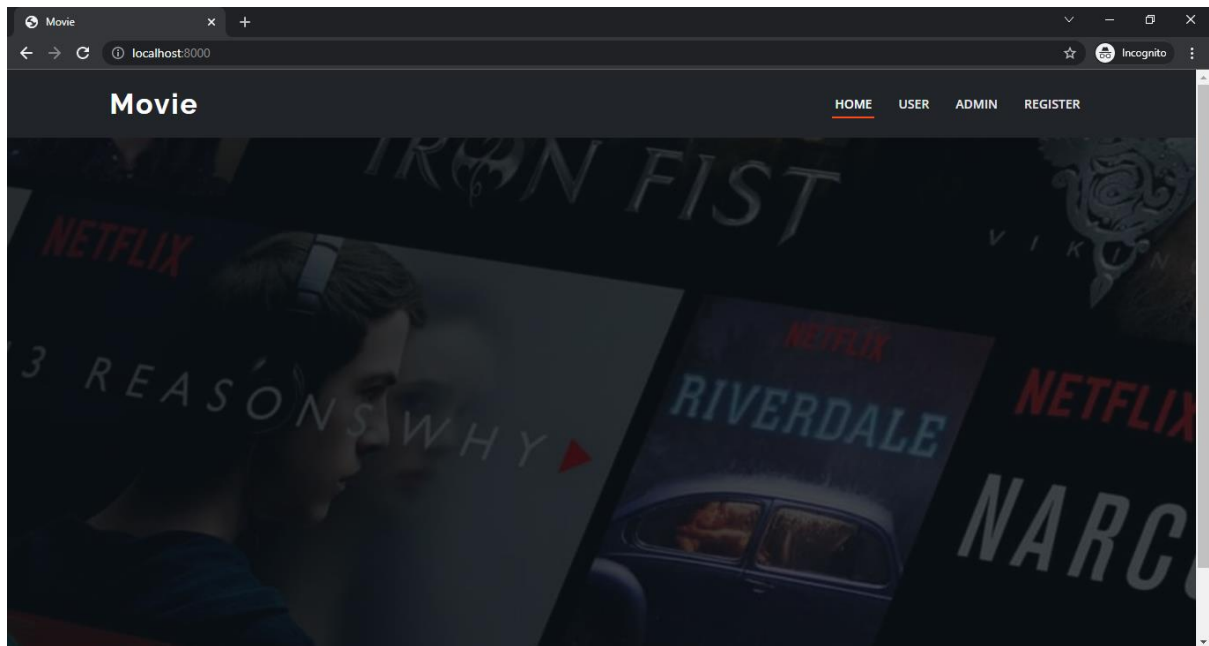 Movie
localhost:8000
Incognito
Movie
HOME USER ADMIN REGISTER
IRON FIST
VIKIN
NETFLIX
NETFLIX
13 REASONS WHY
RIVERDALE
NETFLIX
NARC